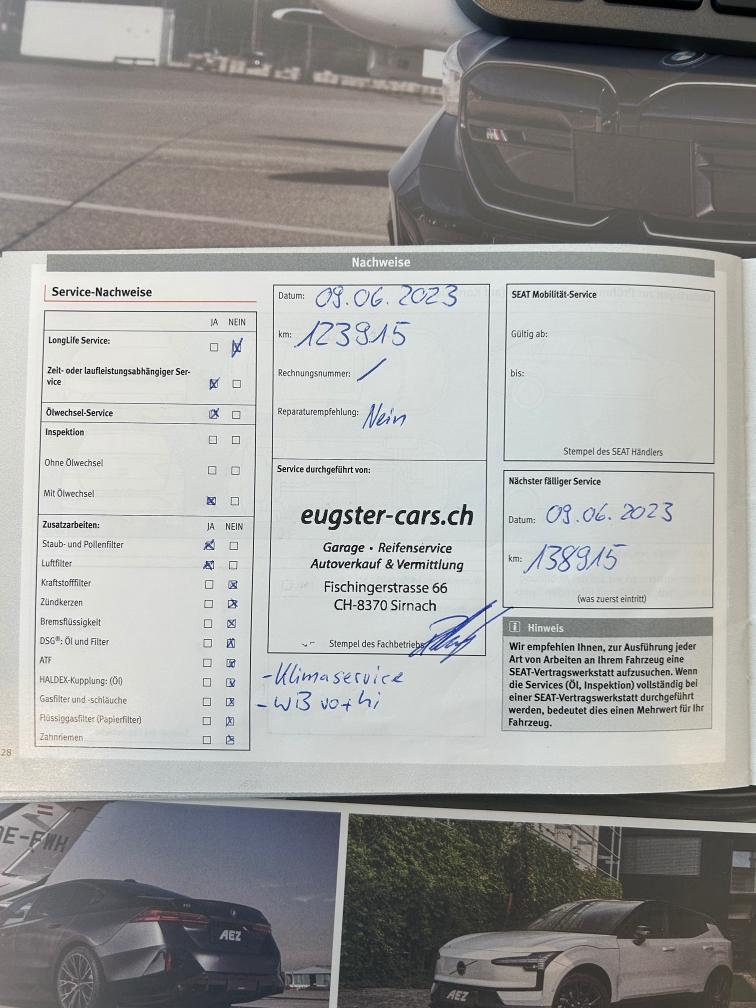 Nachweise
Service-Nachweise
JA NEIN
LongLife Service:
Zeit- oder laufleistungsabhängiger Ser-
vice
Ölwechsel-Service
Inspektion
Ohne Ölwechsel
Mit Ölwechsel
Zusatzarbeiten: JA NEIN
Staub- und Pollenfilter
Luftfilter
Kraftstofffilter
Zündkerzen
Bremsflüssigkeit
DSG®: Öl und Filter
ATF
HALDEX-Kupplung: (Öl)
Gasfilter und -schläuche
Flüssiggasfilter (Papierfilter)
Zahnriemen
28
Datum: 09.06.2023
km: 123915
Rechnungsnummer: /
Reparaturempfehlung: Nein
Service durchgeführt von:
eugster-cars.ch
Garage • Reifenservice
Autoverkauf & Vermittlung
Fischingerstrasse 66
CH-8370 Sirnach
Stempel des Fachbetriebs
- Klimaservice
- WB vo + hi
SEAT Mobilität-Service
Gültig ab:
bis:
Stempel des SEAT Händlers
Nächster fälliger Service
Datum: 09.06.2023
km: 138915
(was zuerst eintritt)
i Hinweis
Wir empfehlen Ihnen, zur Ausführung jeder
Art von Arbeiten an Ihrem Fahrzeug eine
SEAT-Vertragswerkstatt aufzusuchen. Wenn
die Services (Öl, Inspektion) vollständig bei
einer SEAT-Vertragswerkstatt durchgeführt
werden, bedeutet dies einen Mehrwert für Ihr
Fahrzeug.
AEZ
AEZ